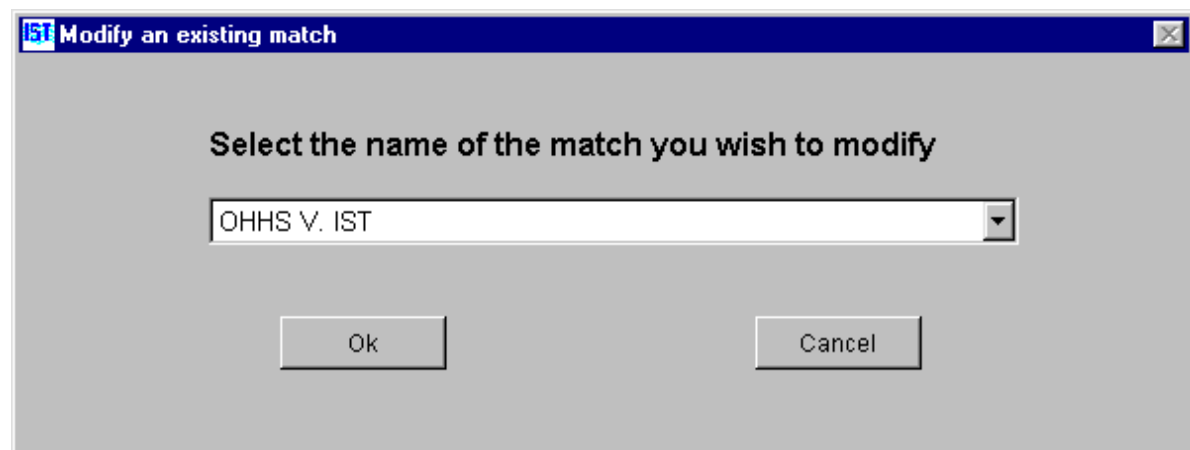 IST Modify an existing match
Select the name of the match you wish to modify
OHHS V. IST
Ok Cancel